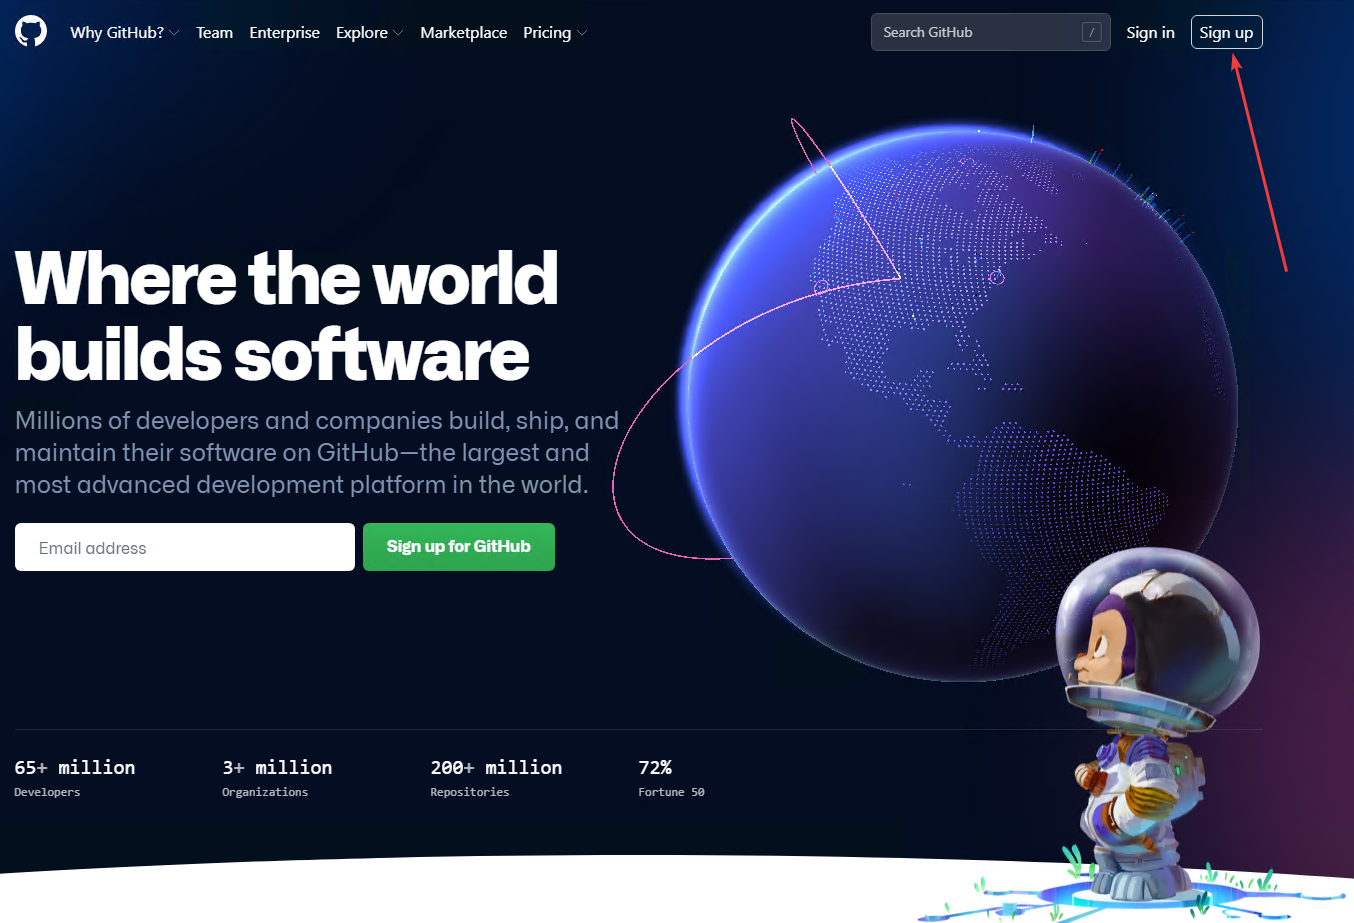 Why GitHub? Team Enterprise Explore Marketplace Pricing Search GitHub / Sign in Sign up
Where the world
builds software
Millions of developers and companies build, ship, and
maintain their software on GitHub—the largest and
most advanced development platform in the world.
Email address Sign up for GitHub
65+ million 3+ million 200+ million 72%
Developers Organizations Repositories Fortune 50